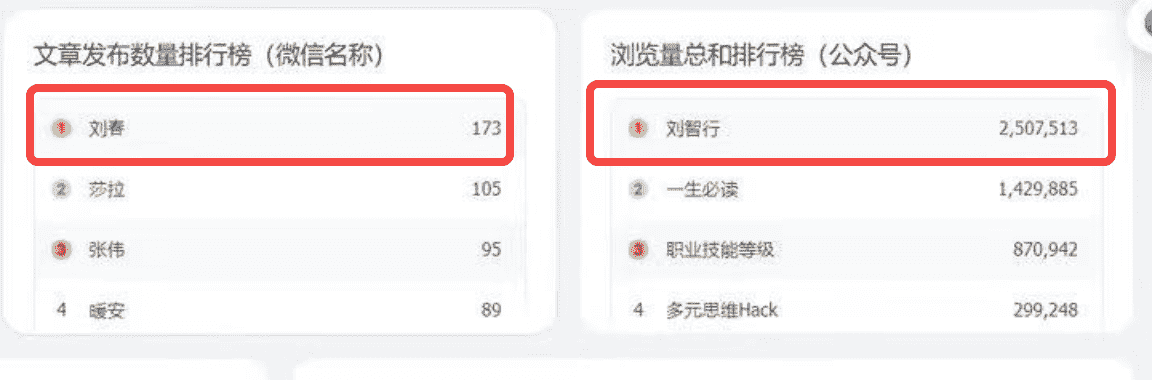 文章发布数量排行榜（微信名称）
1 刘春 173
2 莎拉 105
3 张伟 95
4 暖安 89
浏览量总和排行榜（公众号）
1 刘智行 2,507,513
2 一生必读 1,429,885
3 职业技能等级 870,942
4 多元思维Hack 299,248